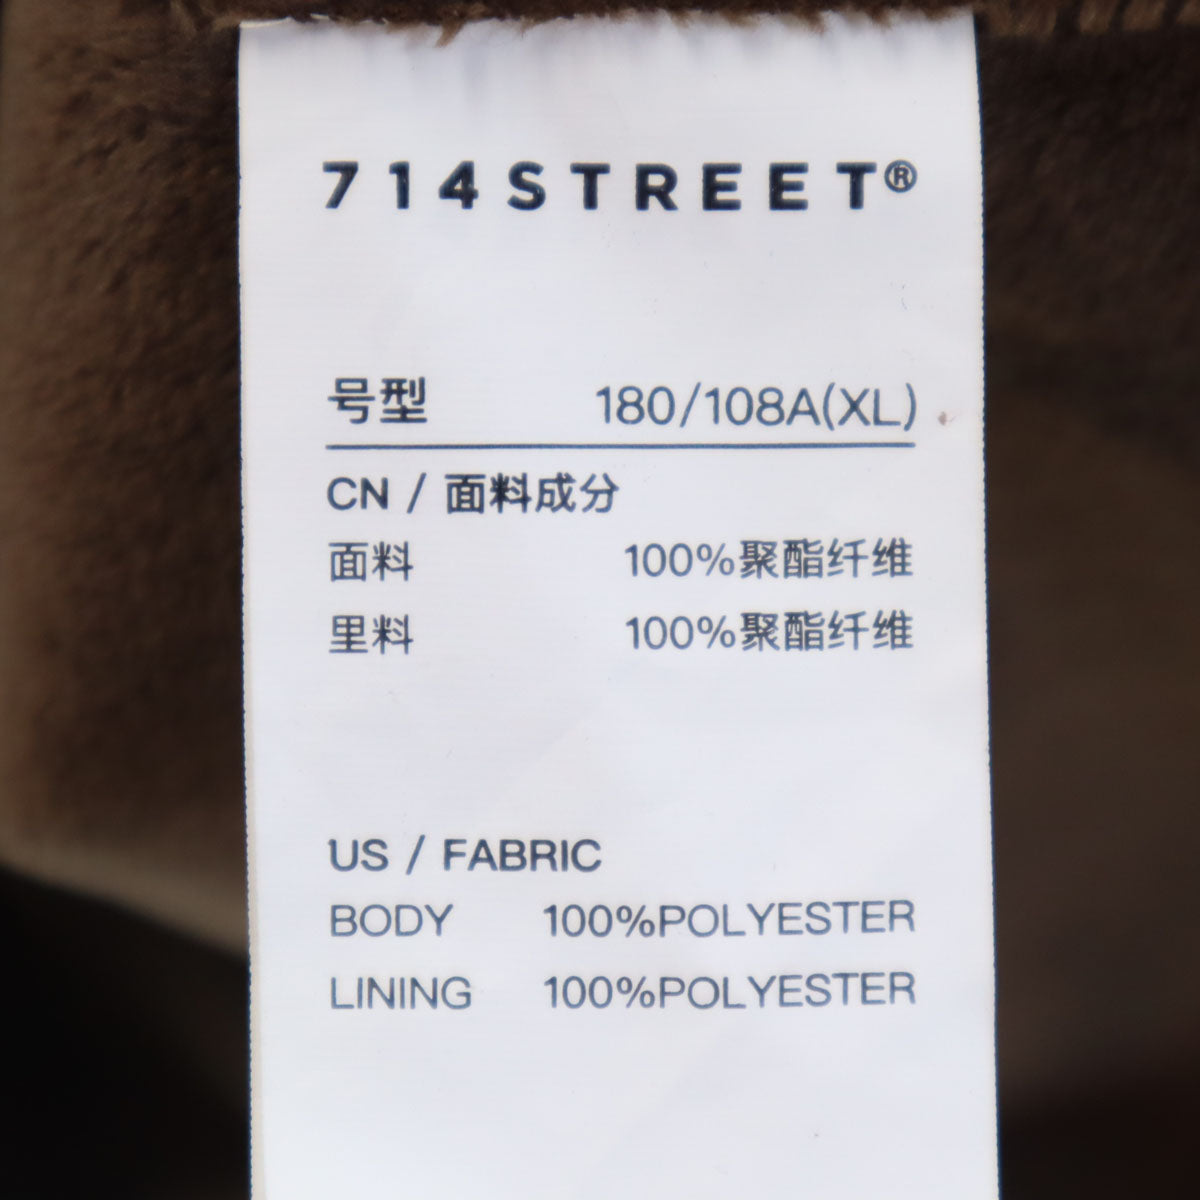 714STREET®
号型 180/108A(XL)
CN / 面料成分
面料 100%聚酯纤维
里料 100%聚酯纤维
US / FABRIC
BODY 100%POLYESTER
LINING 100%POLYESTER